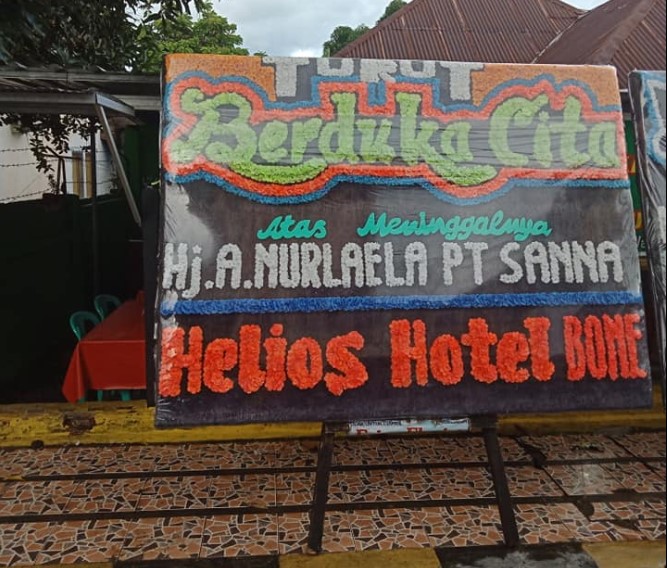 TURUT
Berduka Cita
Atas Meninggalnya
Hj.A.NURLAELA PT SANNA
Helios Hotel BONE